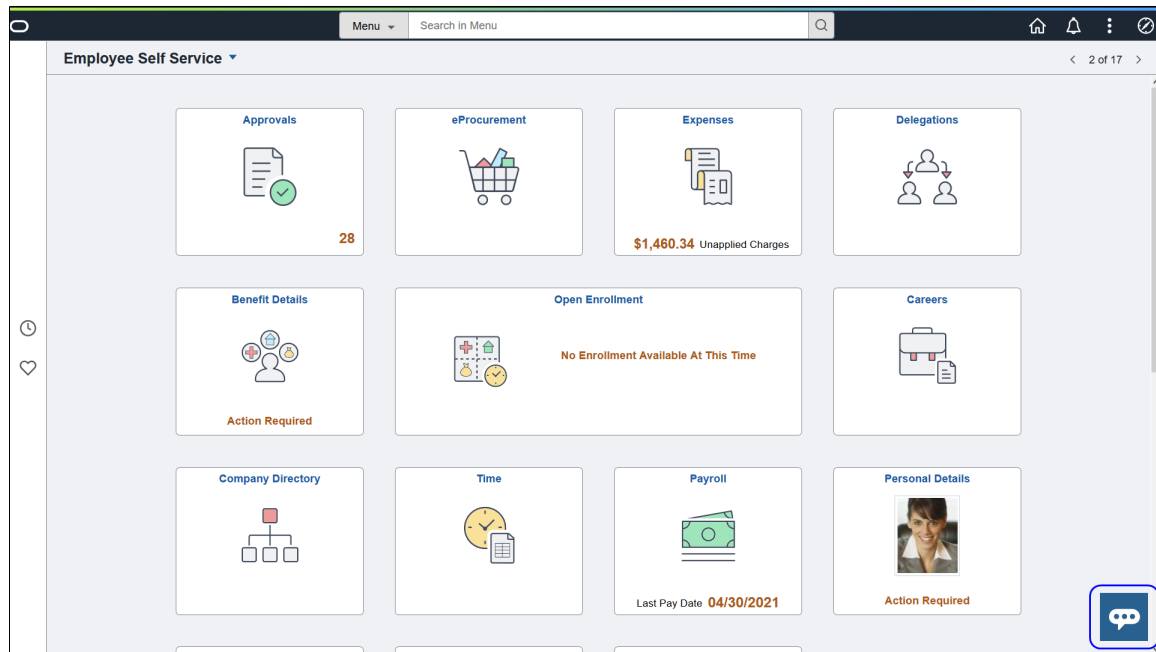 Menu
Search in Menu
Employee Self Service
2 of 17
Approvals
28
eProcurement
Expenses
$1,460.34 Unapplied Charges
Delegations
Benefit Details
Action Required
Open Enrollment
No Enrollment Available At This Time
Careers
Company Directory
Time
Payroll
Last Pay Date 04/30/2021
Personal Details
Action Required